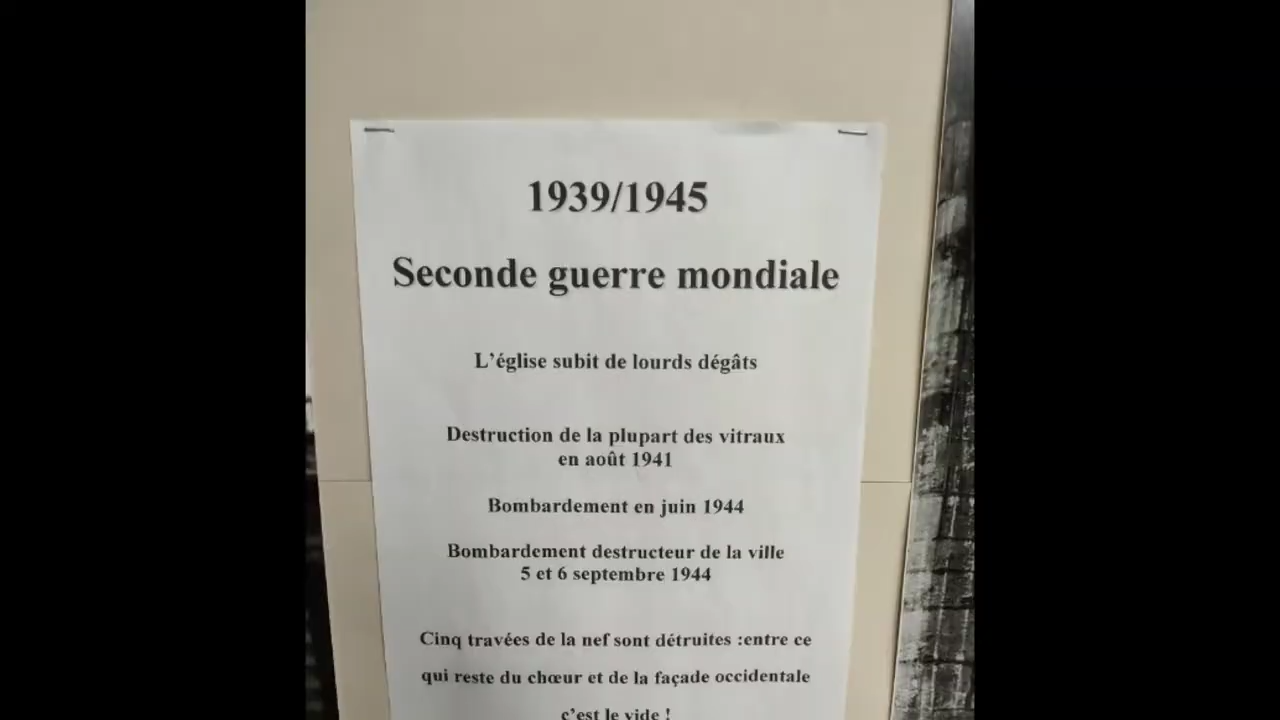 1939/1945
Seconde guerre mondiale
L’église subit de lourds dégâts
Destruction de la plupart des vitraux
en août 1941
Bombardement en juin 1944
Bombardement destructeur de la ville
5 et 6 septembre 1944
Cinq travées de la nef sont détruites :entre ce
qui reste du chœur et de la façade occidentale
c’est le vide !